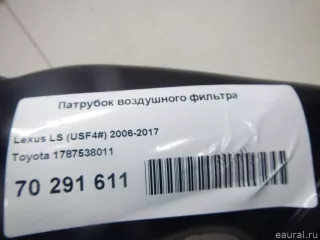 Патрубок воздушного фильтра
Lexus LS (USF4#) 2006-2017
Toyota 1787538011
70 291 611
eaural.ru